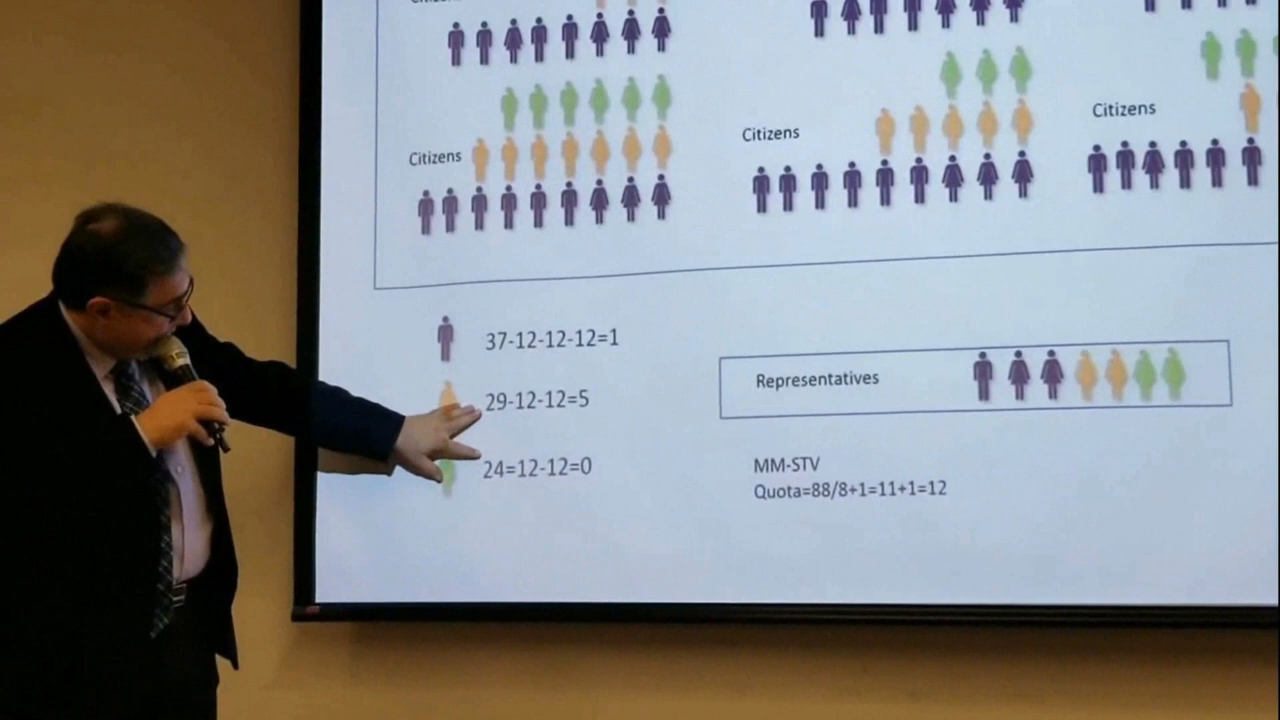 Citizens
Citizens
Citizens
Citizens
37-12-12-12=1
29-12-12=5
24=12-12=0
Representatives
MM-STV
Quota=88/8+1=11+1=12